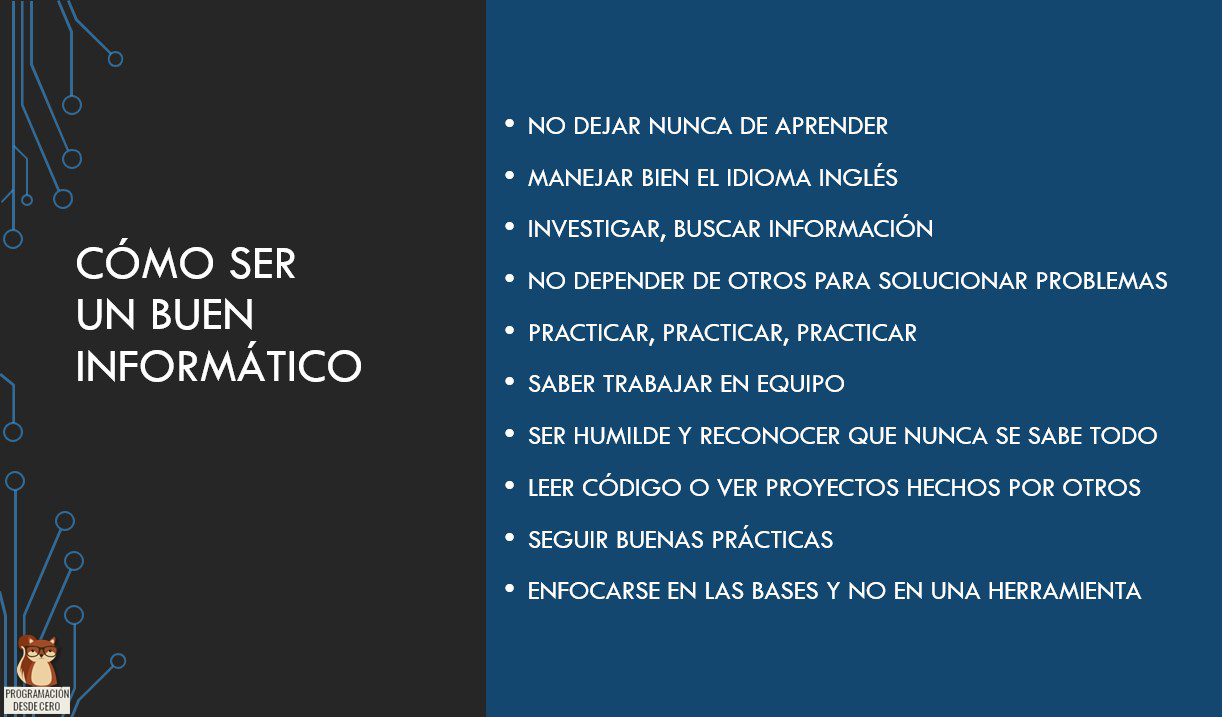 CÓMO SER
UN BUEN
INFORMÁTICO
• NO DEJAR NUNCA DE APRENDER
• MANEJAR BIEN EL IDIOMA INGLÉS
• INVESTIGAR, BUSCAR INFORMACIÓN
• NO DEPENDER DE OTROS PARA SOLUCIONAR PROBLEMAS
• PRACTICAR, PRACTICAR, PRACTICAR
• SABER TRABAJAR EN EQUIPO
• SER HUMILDE Y RECONOCER QUE NUNCA SE SABE TODO
• LEER CÓDIGO O VER PROYECTOS HECHOS POR OTROS
• SEGUIR BUENAS PRÁCTICAS
• ENFOCARSE EN LAS BASES Y NO EN UNA HERRAMIENTA
PROGRAMACIÓN
DESDE CERO